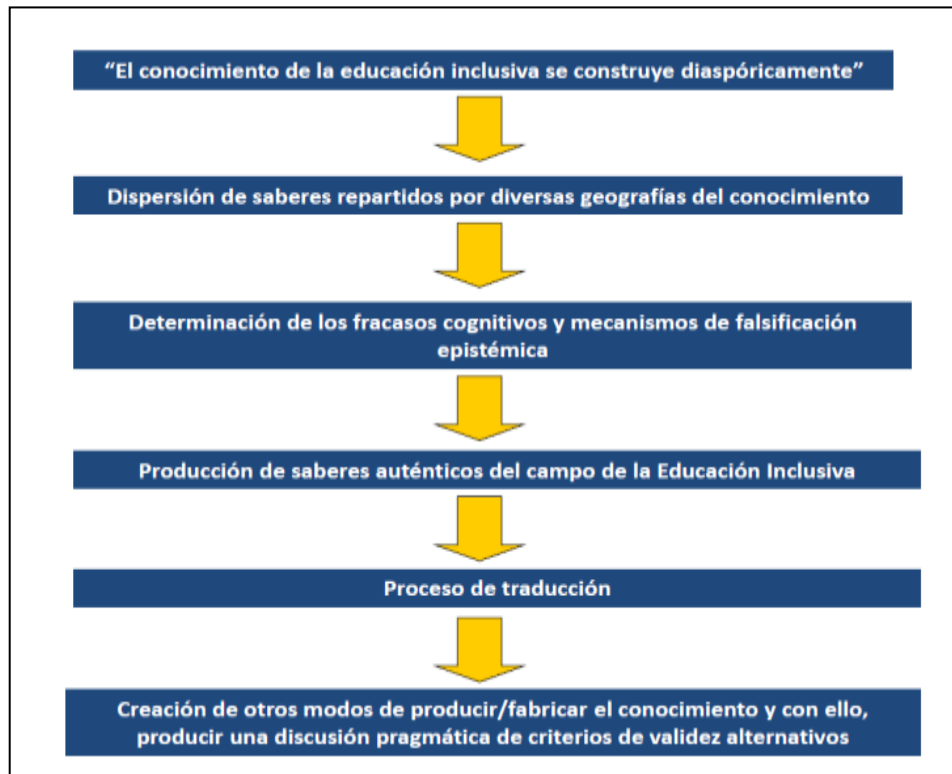 “El conocimiento de la educación inclusiva se construye diaspóricamente”
Dispersión de saberes repartidos por diversas geografías del conocimiento
Determinación de los fracasos cognitivos y mecanismos de falsificación
epistémica
Producción de saberes auténticos del campo de la Educación Inclusiva
Proceso de traducción
Creación de otros modos de producir/fabricar el conocimiento y con ello,
producir una discusión pragmática de criterios de validez alternativos